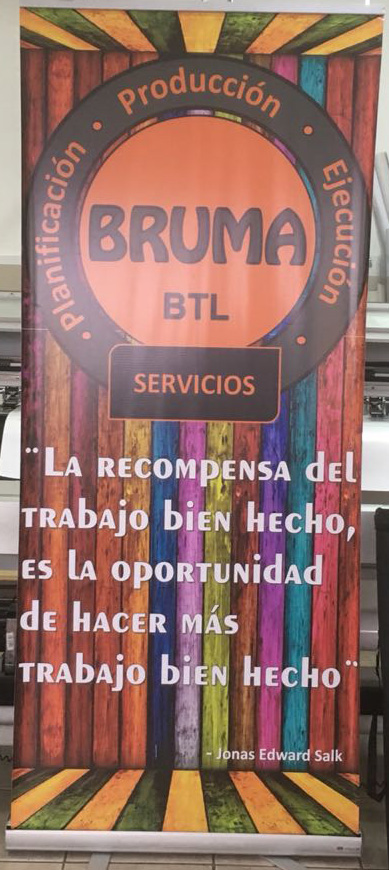 Planificación • Producción • Ejecución
BRUMA
BTL
SERVICIOS
¨La recompensa del
trabajo bien hecho,
es la oportunidad
de hacer más
trabajo bien hecho¨
- Jonas Edward Salk